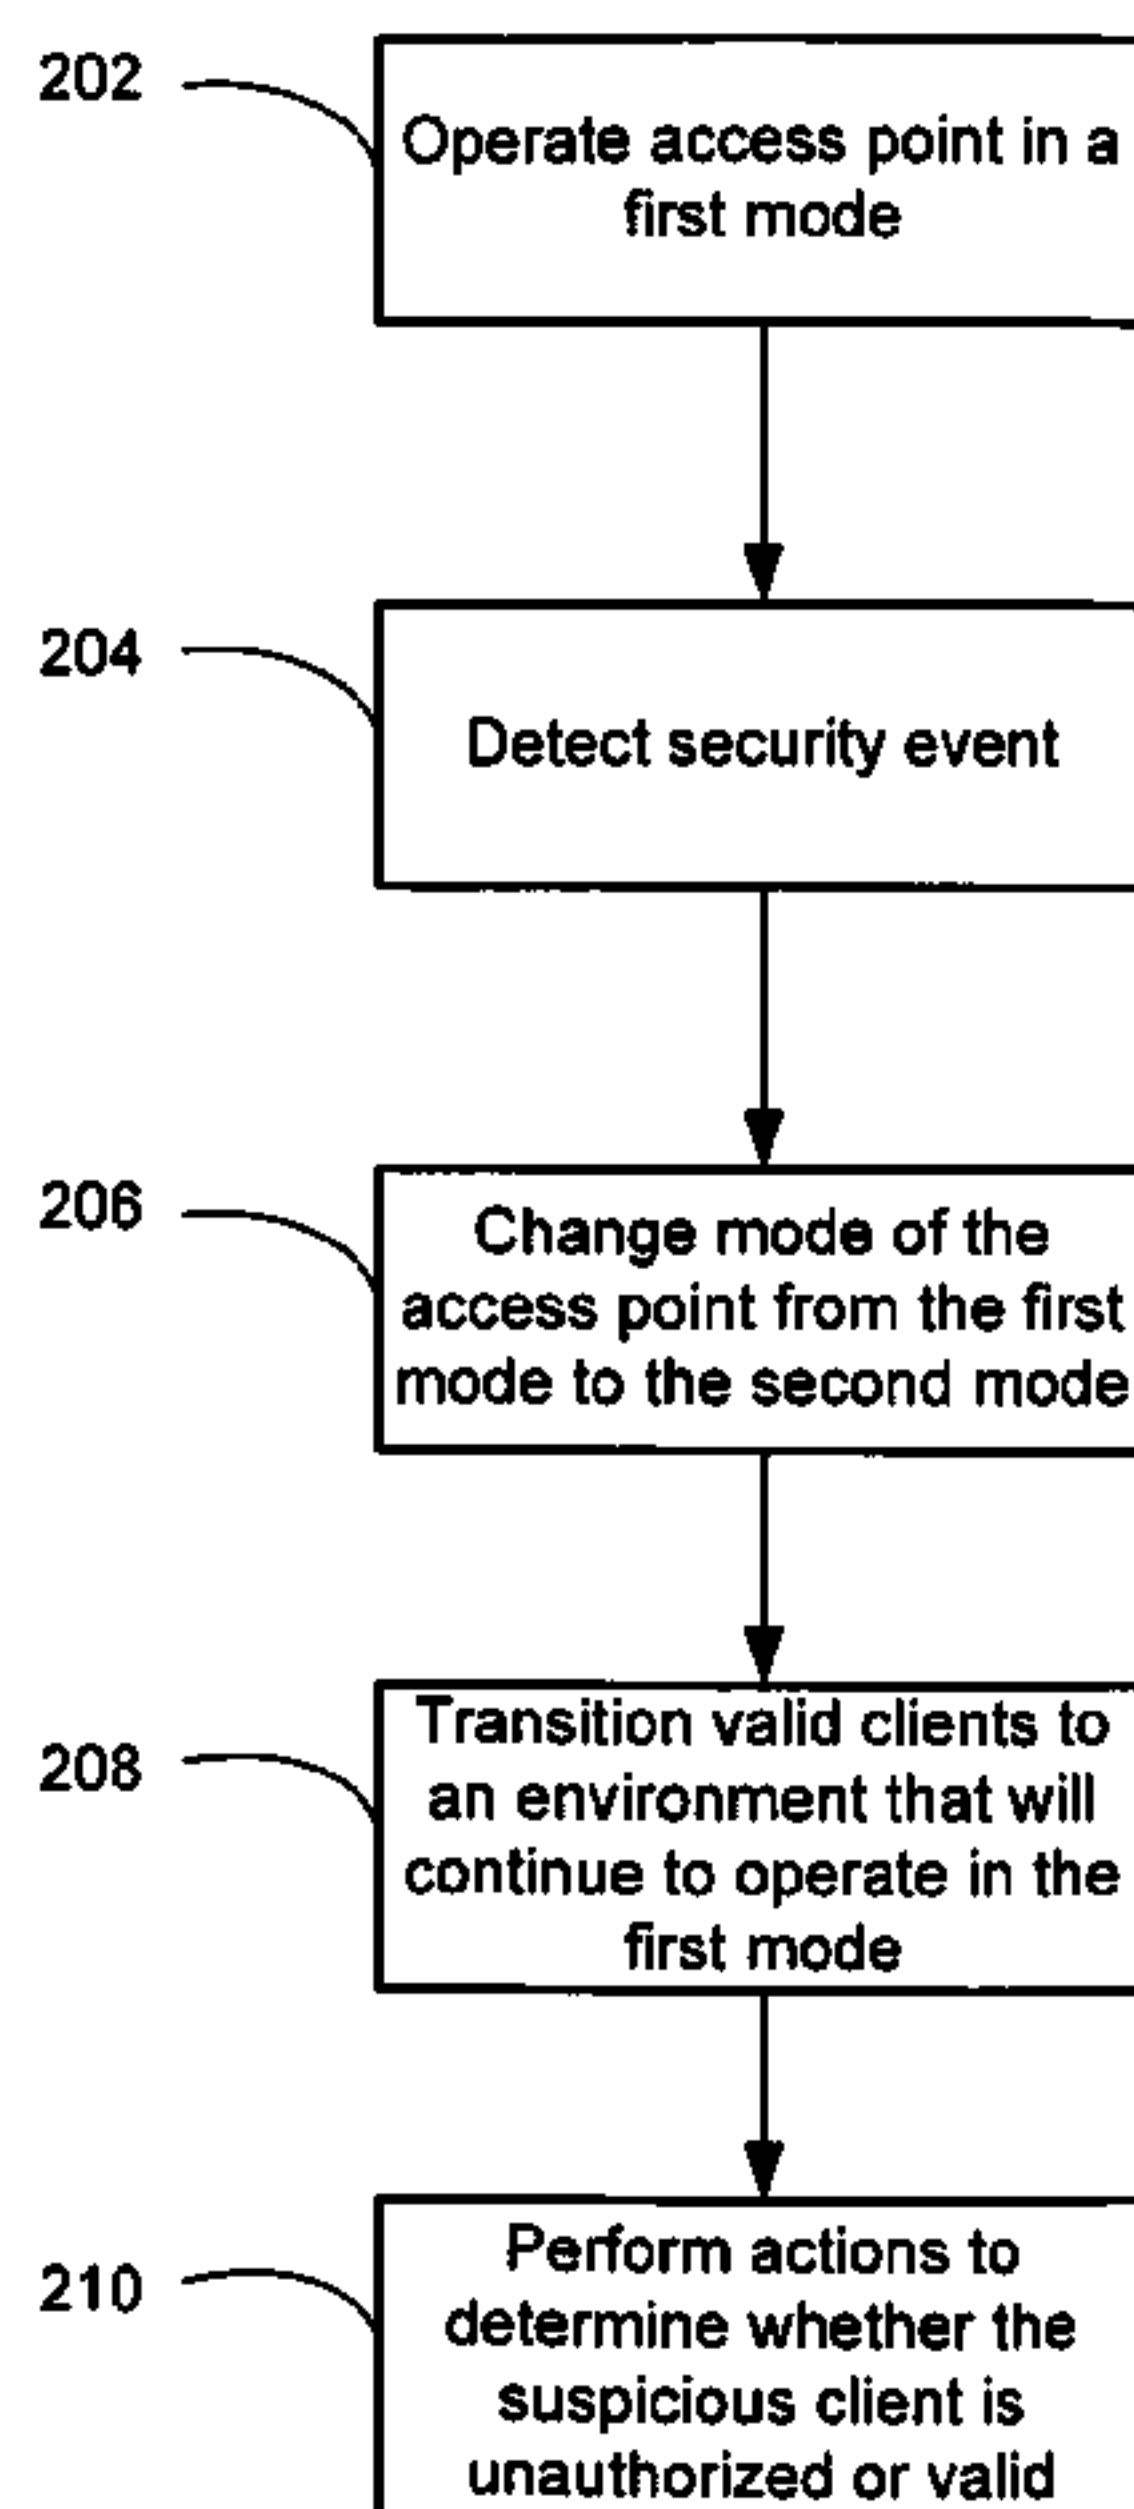 202
Operate access point in a
first mode
204
Detect security event
206
Change mode of the
access point from the first
mode to the second mode
208
Transition valid clients to
an environment that will
continue to operate in the
first mode
210
Perform actions to
determine whether the
suspicious client is
unauthorized or valid